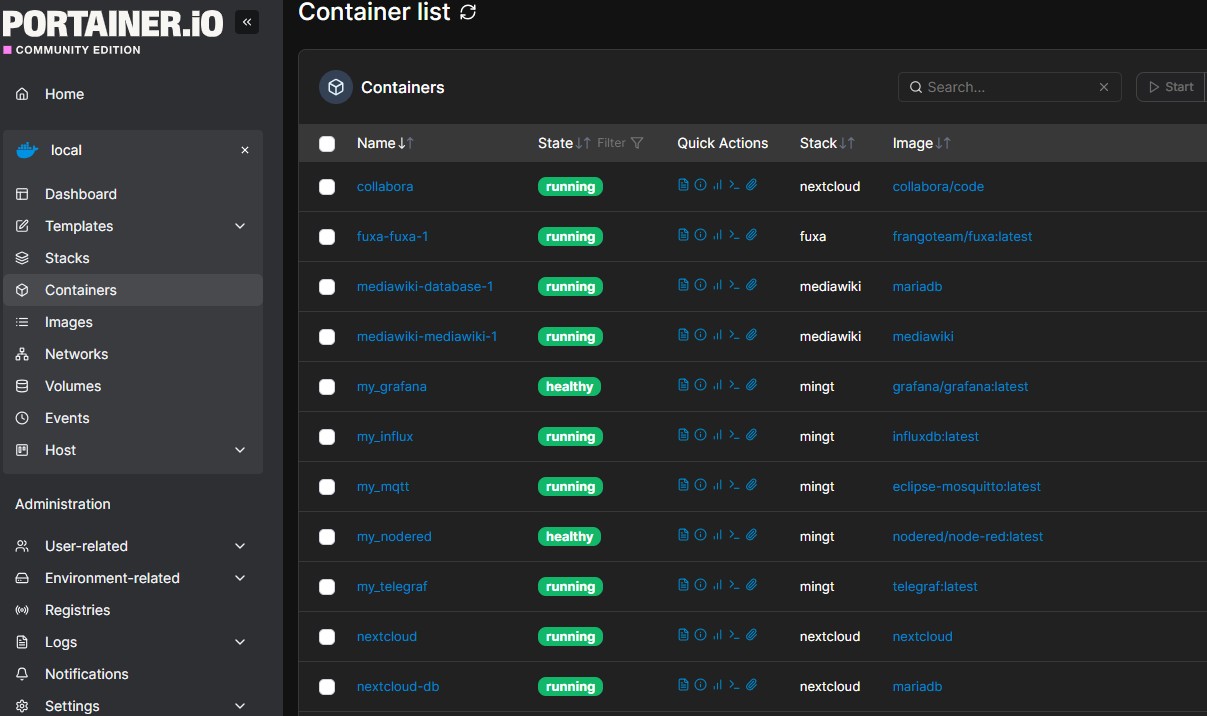 PORTAINER.iO
COMMUNITY EDITION
Home
local
Dashboard
Templates
Stacks
Containers
Images
Networks
Volumes
Events
Host
Administration
User-related
Environment-related
Registries
Logs
Notifications
Settings
Container list
Containers
Search...
Start
Name State Filter Quick Actions Stack Image
collabora running nextcloud collabora/code
fuxa-fuxa-1 running fuxa frangoteam/fuxa:latest
mediawiki-database-1 running mediawiki mariadb
mediawiki-mediawiki-1 running mediawiki mediawiki
my_grafana healthy mingt grafana/grafana:latest
my_influx running mingt influxdb:latest
my_mqtt running mingt eclipse-mosquitto:latest
my_nodered healthy mingt nodered/node-red:latest
my_telegraf running mingt telegraf:latest
nextcloud running nextcloud nextcloud
nextcloud-db running nextcloud mariadb